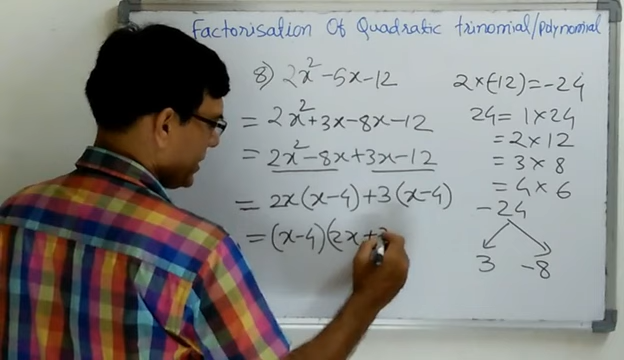 Factorisation Of Quadratic trinomial/Polynomial
8) 2x²-5x-12
= 2x²+3x-8x-12
= 2x²-8x+3x-12
= 2x(x-4)+3(x-4)
= (x-4)(2x+3
2×(-12)=-24
24= 1×24
= 2×12
= 3×8
= 4×6
-24
3 -8